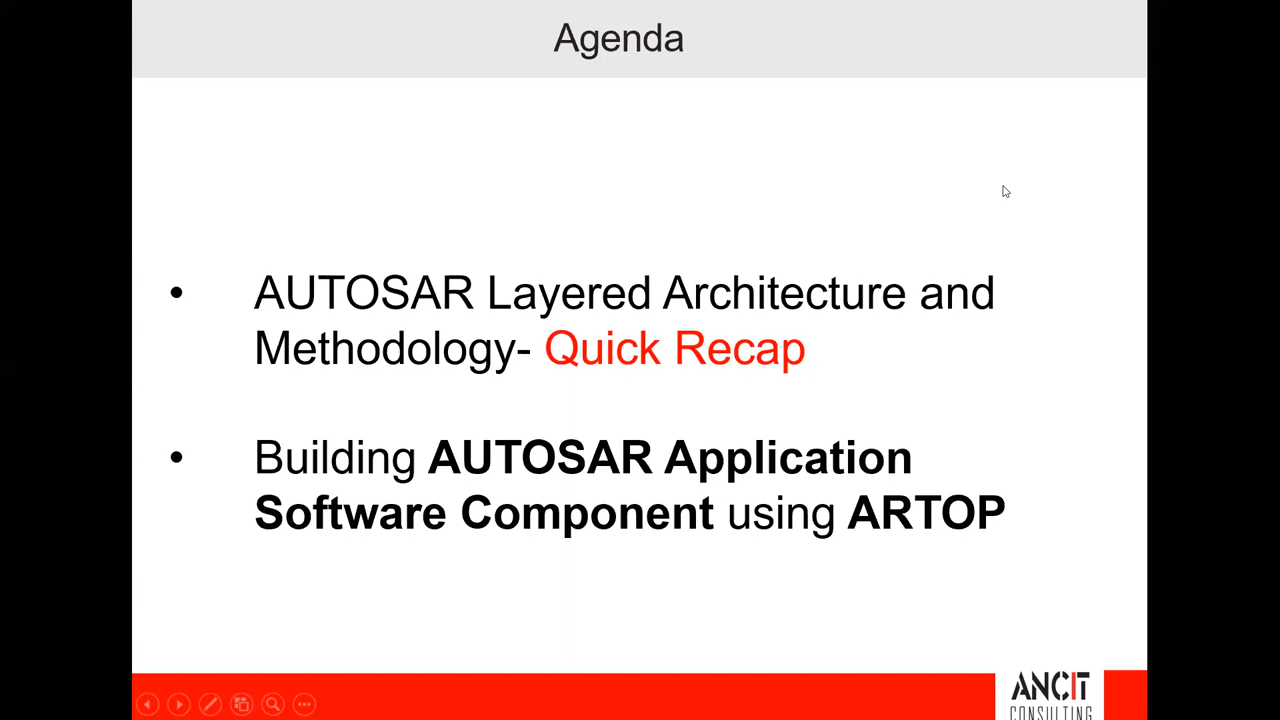 Agenda
• AUTOSAR Layered Architecture and
Methodology- Quick Recap
• Building AUTOSAR Application
Software Component using ARTOP
ANCIT
CONSULTING